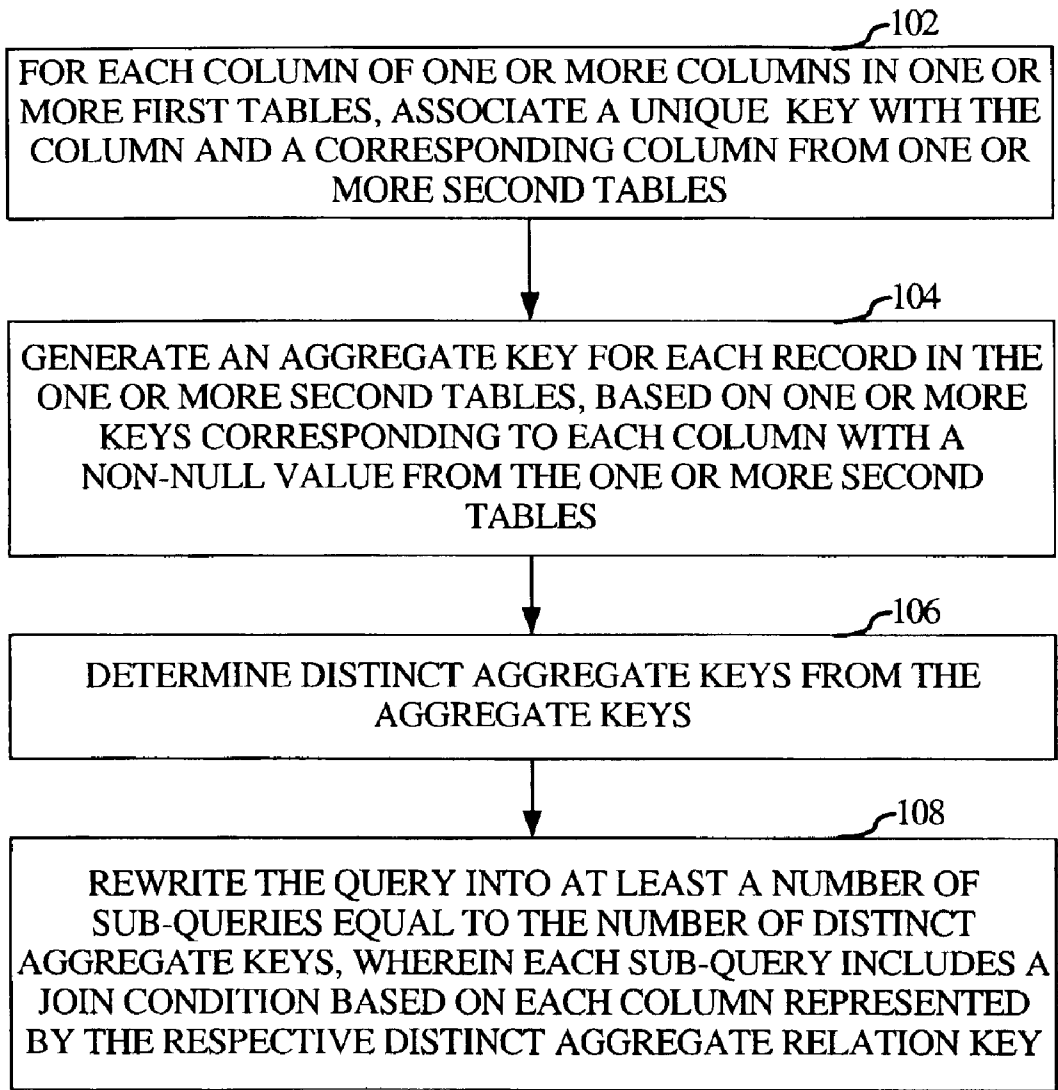 102
FOR EACH COLUMN OF ONE OR MORE COLUMNS IN ONE OR
MORE FIRST TABLES, ASSOCIATE A UNIQUE KEY WITH THE
COLUMN AND A CORRESPONDING COLUMN FROM ONE OR
MORE SECOND TABLES
104
GENERATE AN AGGREGATE KEY FOR EACH RECORD IN THE
ONE OR MORE SECOND TABLES, BASED ON ONE OR MORE
KEYS CORRESPONDING TO EACH COLUMN WITH A
NON-NULL VALUE FROM THE ONE OR MORE SECOND
TABLES
106
DETERMINE DISTINCT AGGREGATE KEYS FROM THE
AGGREGATE KEYS
108
REWRITE THE QUERY INTO AT LEAST A NUMBER OF
SUB-QUERIES EQUAL TO THE NUMBER OF DISTINCT
AGGREGATE KEYS, WHEREIN EACH SUB-QUERY INCLUDES A
JOIN CONDITION BASED ON EACH COLUMN REPRESENTED
BY THE RESPECTIVE DISTINCT AGGREGATE RELATION KEY